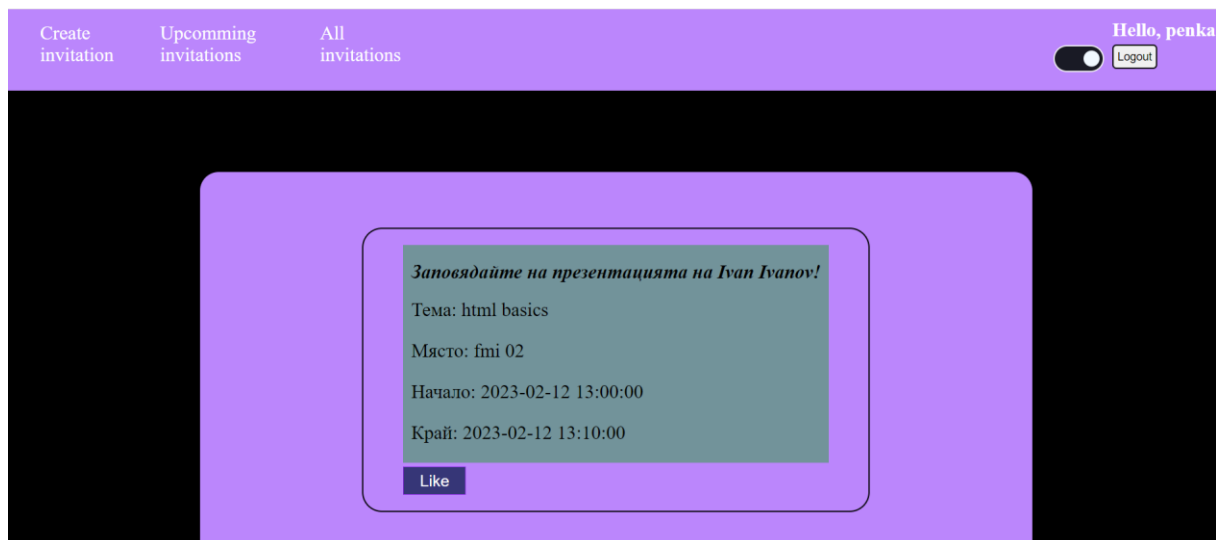 Create
invitation
Upcomming
invitations
All
invitations
Hello, penka
Logout
Заповядайте на презентацията на Ivan Ivanov!
Тема: html basics
Място: fmi 02
Начало: 2023-02-12 13:00:00
Край: 2023-02-12 13:10:00
Like